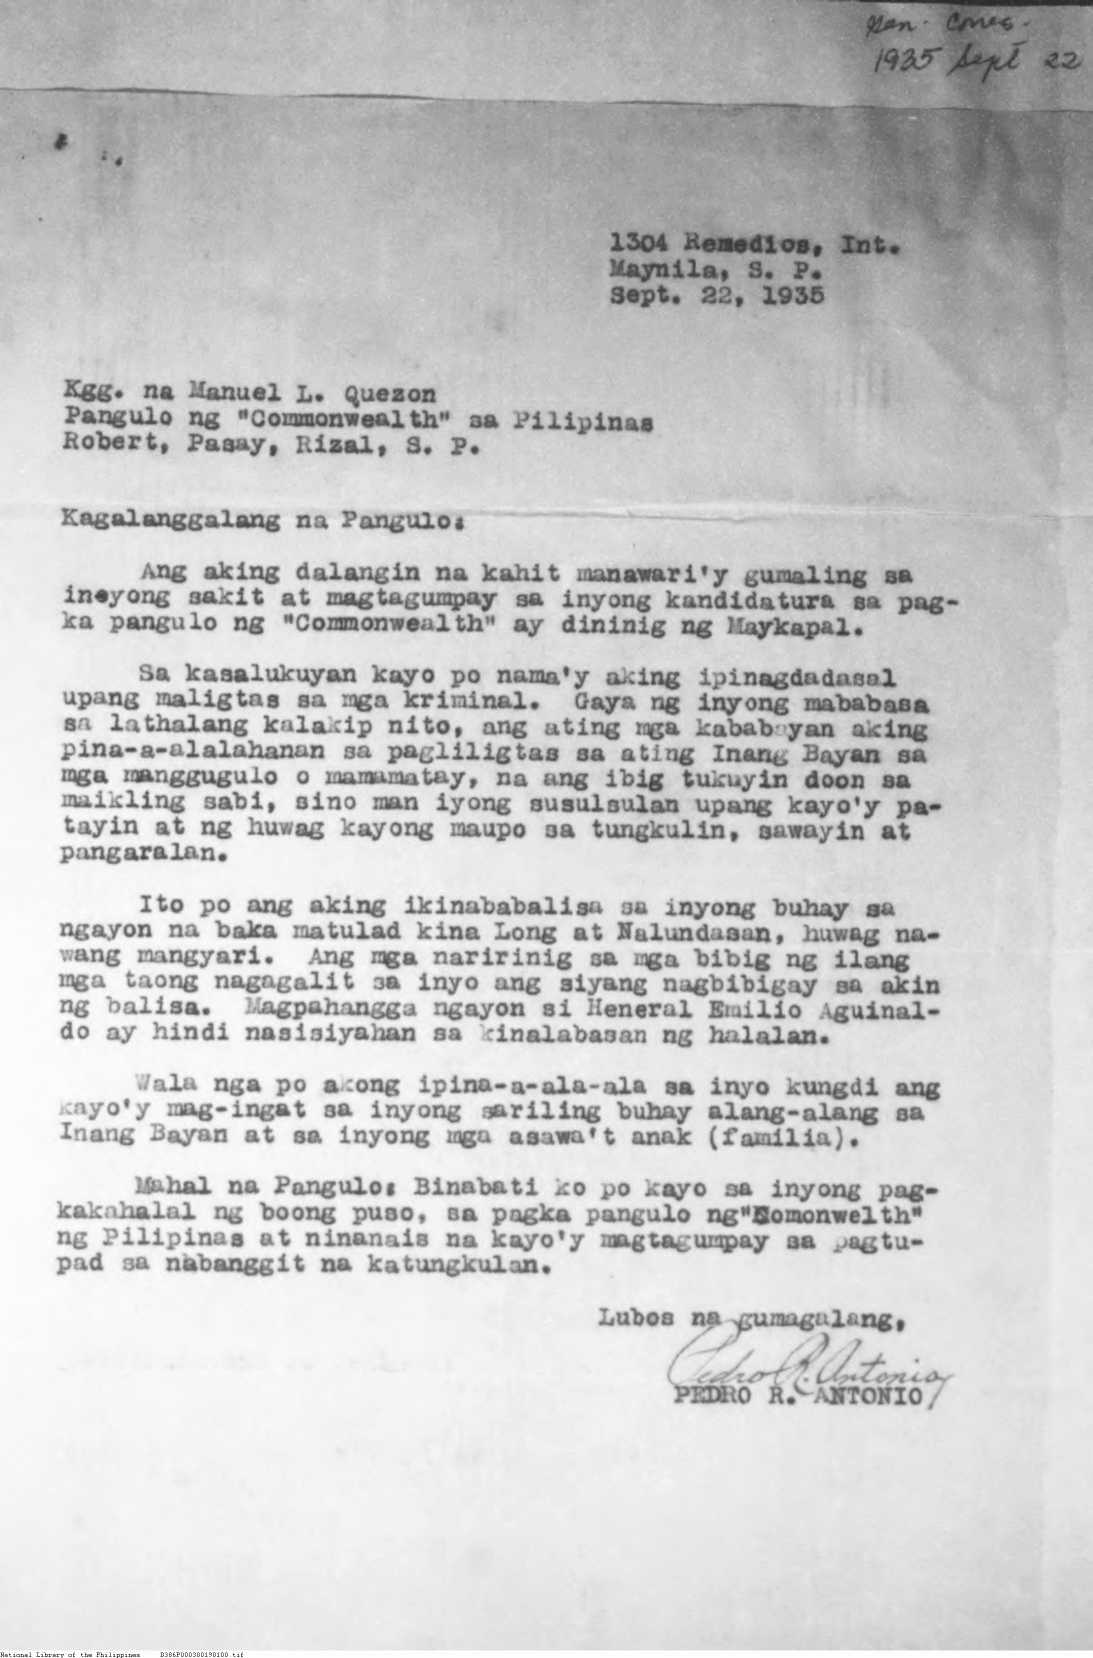 Gen. Corres.
1935 Sept 22
1304 Remedios, Int.
Maynila, S. P.
Sept. 22, 1935
Kgg. na Manuel L. Quezon
Pangulo ng "Commonwealth" sa Pilipinas
Robert, Pasay, Rizal, S. P.
Kagalanggalang na Pangulo:
Ang aking dalangin na kahit manawari'y gumaling sa
ineyong sakit at magtagumpay sa inyong kandidatura sa pag-
ka pangulo ng "Commonwealth" ay dininig ng Maykapal.
Sa kasalukuyan kayo po nama'y aking ipinagdadasal
upang maligtas sa mga kriminal. Gaya ng inyong mababasa
sa lathalang kalakip nito, ang ating mga kababayan aking
pina-a-alalahanan sa pagliligtas sa ating Inang Bayan sa
mga manggugulo o mamamatay, na ang ibig tukuyin doon sa
maikling sabi, sino man iyong susulsulan upang kayo'y pa-
tayin at ng huwag kayong maupo sa tungkulin, sawayin at
pangaralan.
Ito po ang aking ikinababalisa sa inyong buhay sa
ngayon na baka matulad kina Long at Nalundasan, huwag na-
wang mangyari. Ang mga naririnig sa mga bibig ng ilang
mga taong nagagalit sa inyo ang siyang nagbibigay sa akin
ng balisa. Magpahangga ngayon si Heneral Emilio Aguinal-
do ay hindi nasisiyahan sa kinalabasan ng halalan.
Wala nga po akong ipina-a-ala-ala sa inyo kungdi ang
kayo'y mag-ingat sa inyong sariling buhay alang-alang sa
Inang Bayan at sa inyong mga asawa't anak (familia).
Mahal na Pangulo: Binabati ko po kayo sa inyong pag-
kakahalal ng boong puso, sa pagka pangulo ng"Comonwelth"
ng Pilipinas at ninanais na kayo'y magtagumpay sa pagtu-
pad sa nabanggit na katungkulan.
Lubos na gumagalang,
Pedro R. Antonio
PEDRO R. ANTONIO
National Library of the Philippines B386P000380190100.tif